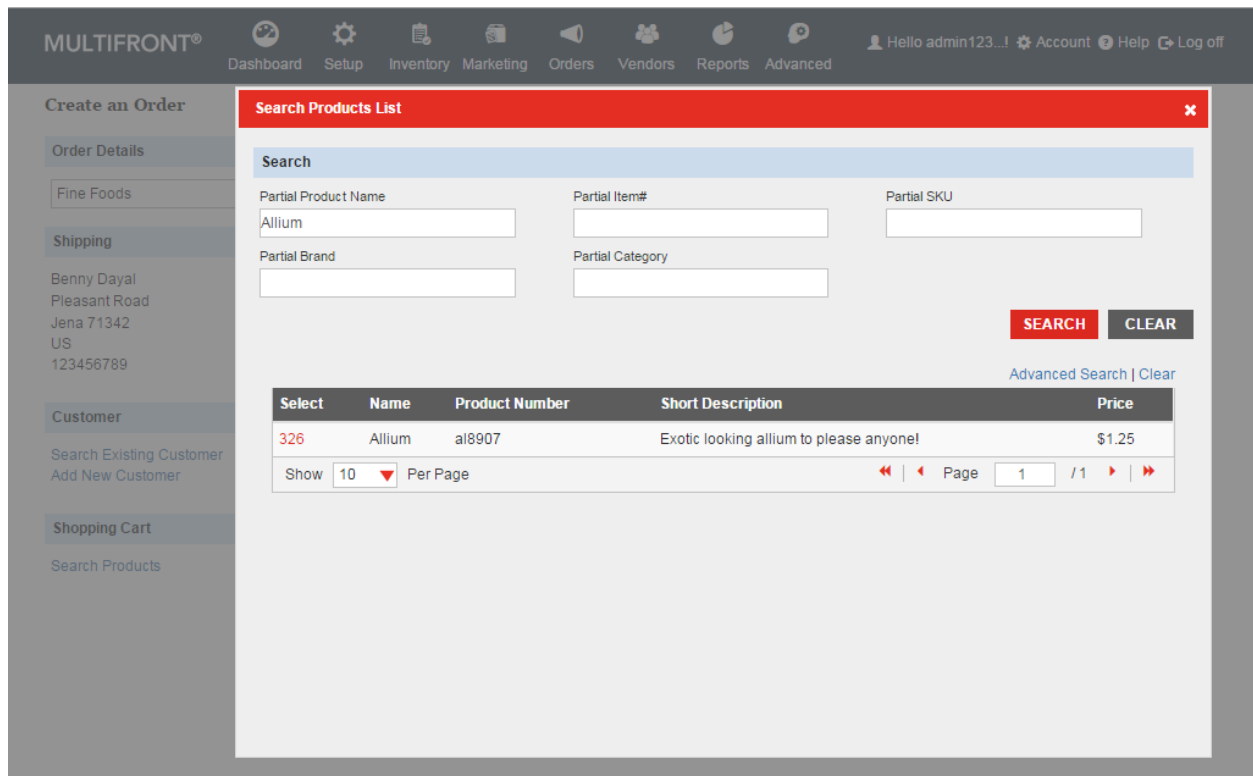 MULTIFRONT®
Dashboard Setup Inventory Marketing Orders Vendors Reports Advanced
Hello admin123...! Account Help Log off
Create an Order
Order Details
Fine Foods
Shipping
Benny Dayal
Pleasant Road
Jena 71342
US
123456789
Customer
Search Existing Customer
Add New Customer
Shopping Cart
Search Products
Search Products List
Search
Partial Product Name Partial Item# Partial SKU
Allium
Partial Brand Partial Category
SEARCH CLEAR
Advanced Search | Clear
Select Name Product Number Short Description Price
326 Allium al8907 Exotic looking allium to please anyone! $1.25
Show 10 Per Page Page 1 / 1